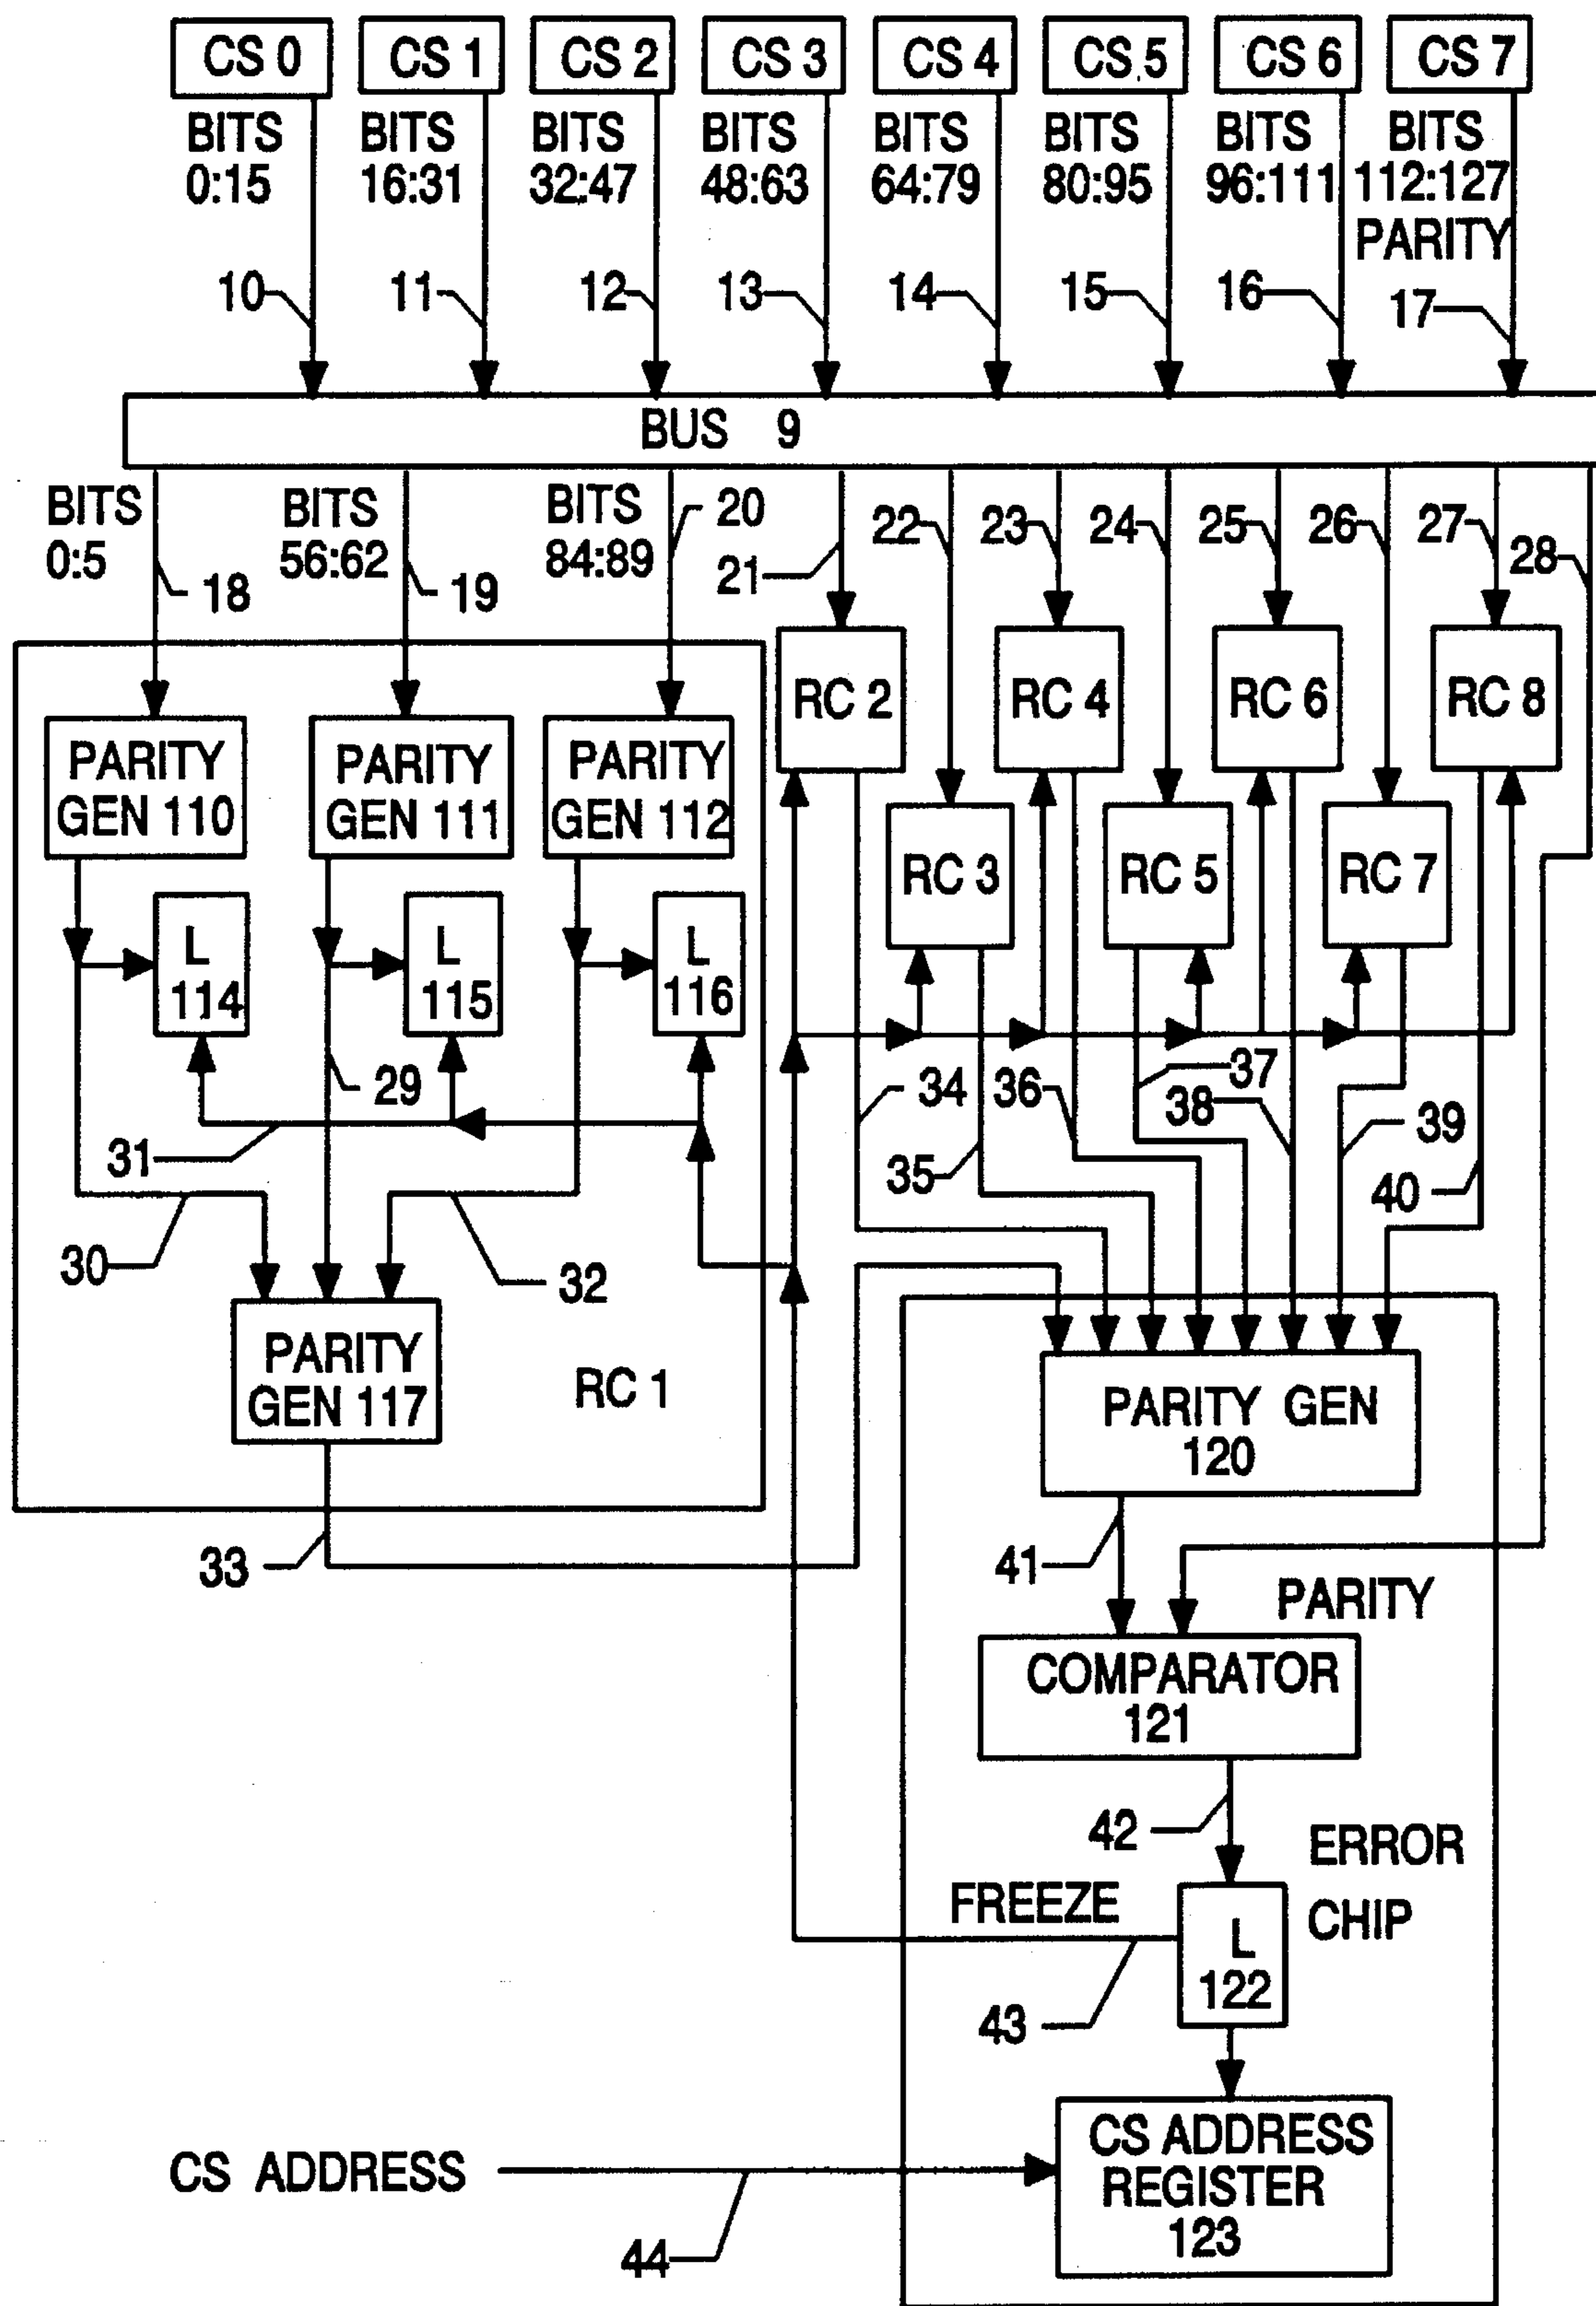 CS 0 CS 1 CS 2 CS 3 CS 4 CS 5 CS 6 CS 7
BITS BITS BITS BITS BITS BITS BITS BITS
0:15 16:31 32:47 48:63 64:79 80:95 96:111 112:127
PARITY
10 11 12 13 14 15 16 17
BUS 9
BITS BITS BITS 20 22 23 24 25 26 27 28
0:5 56:62 84:89
18 19 21
RC 2 RC 4 RC 6 RC 8
PARITY PARITY PARITY
GEN 110 GEN 111 GEN 112
RC 3 RC 5 RC 7
L L L
114 115 116
29 34 36 37 38 39
31 35 40
30 32
PARITY
GEN 117
RC 1
PARITY GEN
120
33 41
PARITY
COMPARATOR
121
42
ERROR
CHIP
FREEZE
L
122
43
CS ADDRESS
REGISTER
123
CS ADDRESS
44